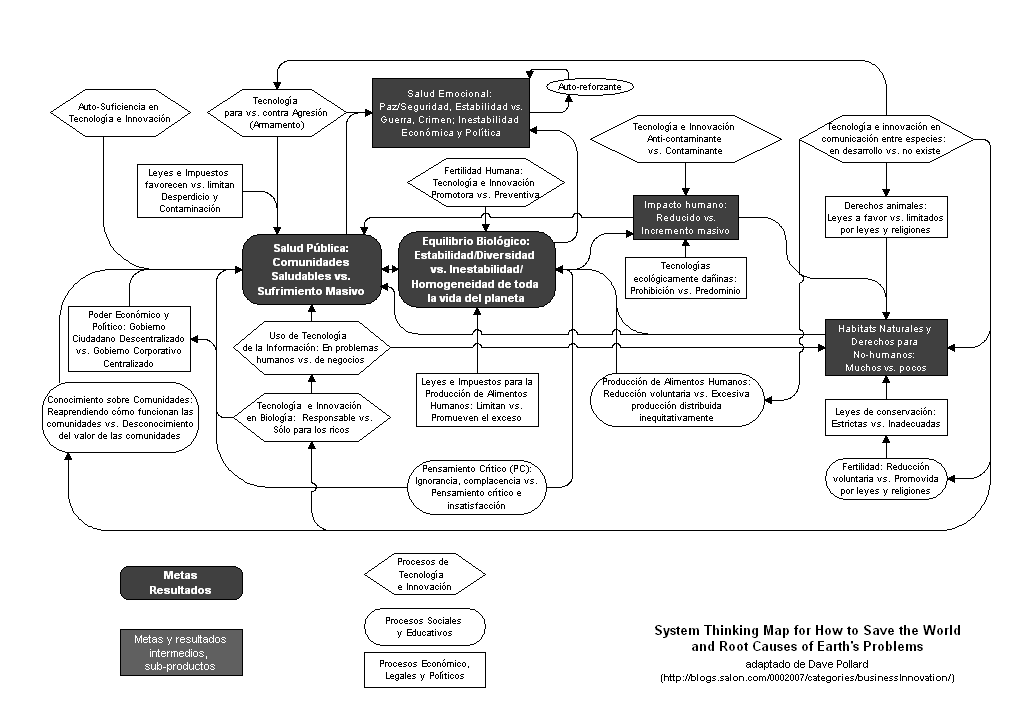 Auto-Suficiencia en
Tecnología e Innovación
Tecnología
para vs. contra Agresión
(Armamento)
Salud Emocional:
Paz/Seguridad, Estabilidad vs.
Guerra, Crimen; Inestabilidad
Económica y Política
Auto-reforzante
Tecnología e Innovación
Anti-contaminante
vs. Contaminante
Tecnología e innovación en
comunicación entre especies:
en desarrollo vs. no existe
Leyes e Impuestos
favorecen vs. limitan
Desperdicio y
Contaminación
Fertilidad Humana:
Tecnología e Innovación
Promotora vs. Preventiva
Impacto humano:
Reducido vs.
Incremento masivo
Derechos animales:
Leyes a favor vs. limitados
por leyes y religiones
Salud Pública:
Comunidades
Saludables vs.
Sufrimiento Masivo
Equilibrio Biológico:
Estabilidad/Diversidad
vs. Inestabilidad/
Homogeneidad de toda
la vida del planeta
Tecnologías
ecológicamente dañinas:
Prohibición vs. Predominio
Poder Económico y
Político: Gobierno
Ciudadano Descentralizado
vs. Gobierno Corporativo
Centralizado
Uso de Tecnología
de la Información: En problemas
humanos vs. de negocios
Habitats Naturales y
Derechos para
No-humanos:
Muchos vs. pocos
Conocimiento sobre Comunidades:
Reaprendiendo cómo funcionan las
comunidades vs. Desconocimiento
del valor de las comunidades
Tecnología e Innovación
en Biología: Responsable vs.
Sólo para los ricos
Leyes e Impuestos para la
Producción de Alimentos
Humanos: Limitan vs.
Promueven el exceso
Producción de Alimentos Humanos:
Reducción voluntaria vs. Excesiva
producción distribuida
inequitativamente
Leyes de conservación:
Estrictas vs. Inadecuadas
Pensamiento Crítico (PC):
Ignorancia, complacencia vs.
Pensamiento crítico e
insatisfacción
Fertilidad: Reducción
voluntaria vs. Promovida
por leyes y religiones
Metas
Resultados
Procesos de
Tecnología
e Innovación
Metas y resultados
intermedios,
sub-productos
Procesos Sociales
y Educativos
Procesos Económico,
Legales y Políticos
System Thinking Map for How to Save the World
and Root Causes of Earth's Problems
adaptado de Dave Pollard
(http://blogs.salon.com/0002007/categories/businessInnovation/)